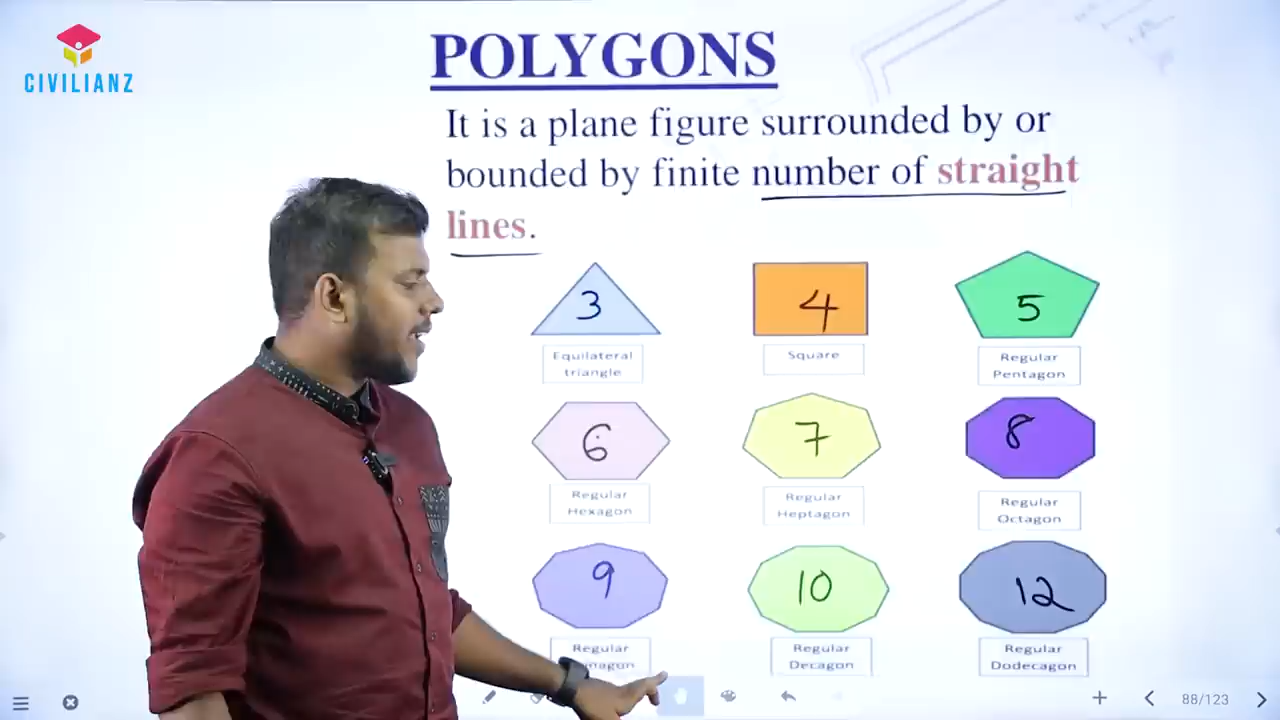 CIVILIANZ
POLYGONS
It is a plane figure surrounded by or
bounded by finite number of straight
lines.
3
4
5
Equilateral
triangle
Square
Regular
Pentagon
6
7
8
Regular
Hexagon
Regular
Heptagon
Regular
Octagon
9
10
12
Regular
Regular
Decagon
Regular
Dodecagon
88/123